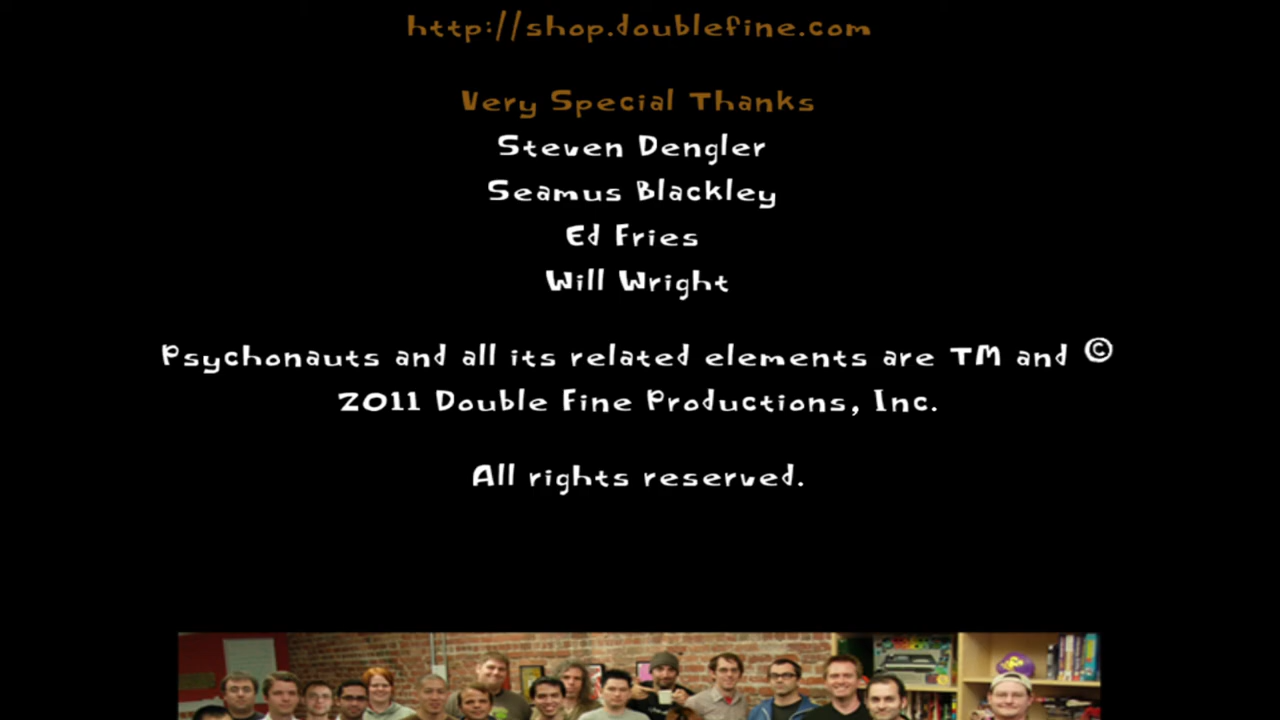 http://shop.doublefine.com
Very Special Thanks
Steven Dengler
Seamus Blackley
Ed Fries
Will Wright
Psychonauts and all its related elements are TM and ©
2011 Double Fine Productions, Inc.
All rights reserved.